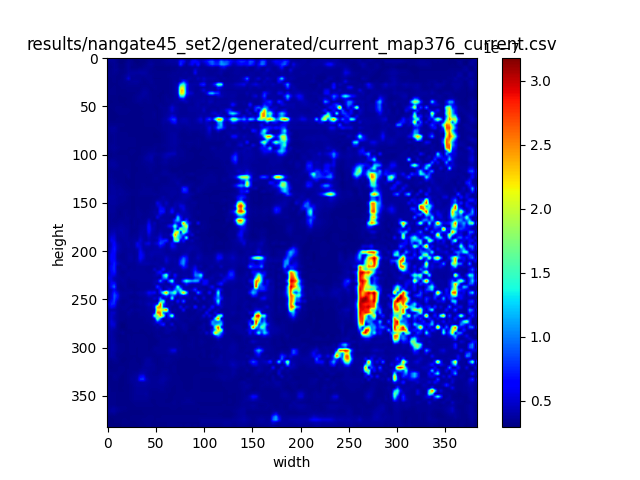 results/nangate45_set2/generated/current_map376_current.csv
1e−7
0
50
100
150
200
250
300
350
height
0 50 100 150 200 250 300 350
width
3.0
2.5
2.0
1.5
1.0
0.5